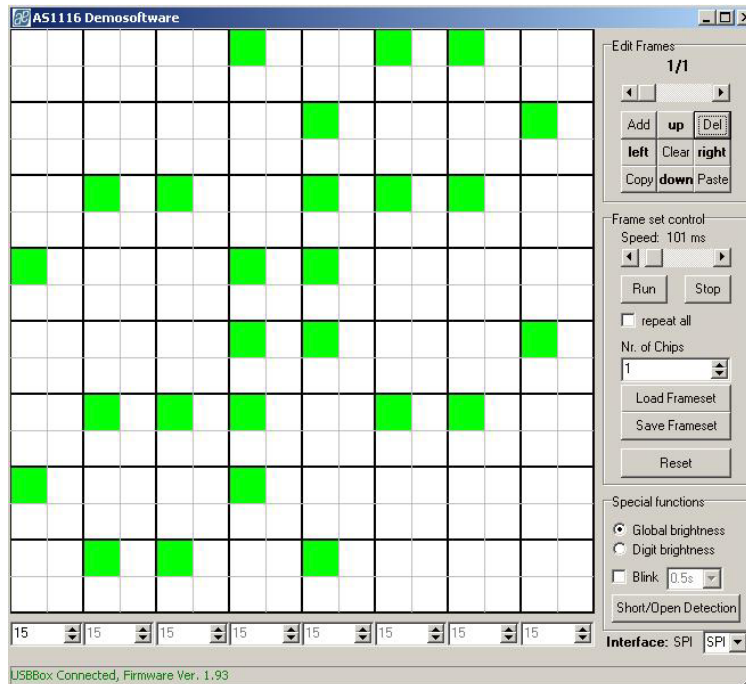 AS1116 Demosoftware
Edit Frames
1/1
Add up Del
left Clear right
Copy down Paste
Frame set control
Speed: 101 ms
Run Stop
repeat all
Nr. of Chips
1
Load Frameset
Save Frameset
Reset
Special functions
Global brightness
Digit brightness
Blink 0.5s
Short/Open Detection
15 15 15 15 15 15 15 15
Interface: SPI SPI
USBBox Connected, Firmware Ver. 1.93